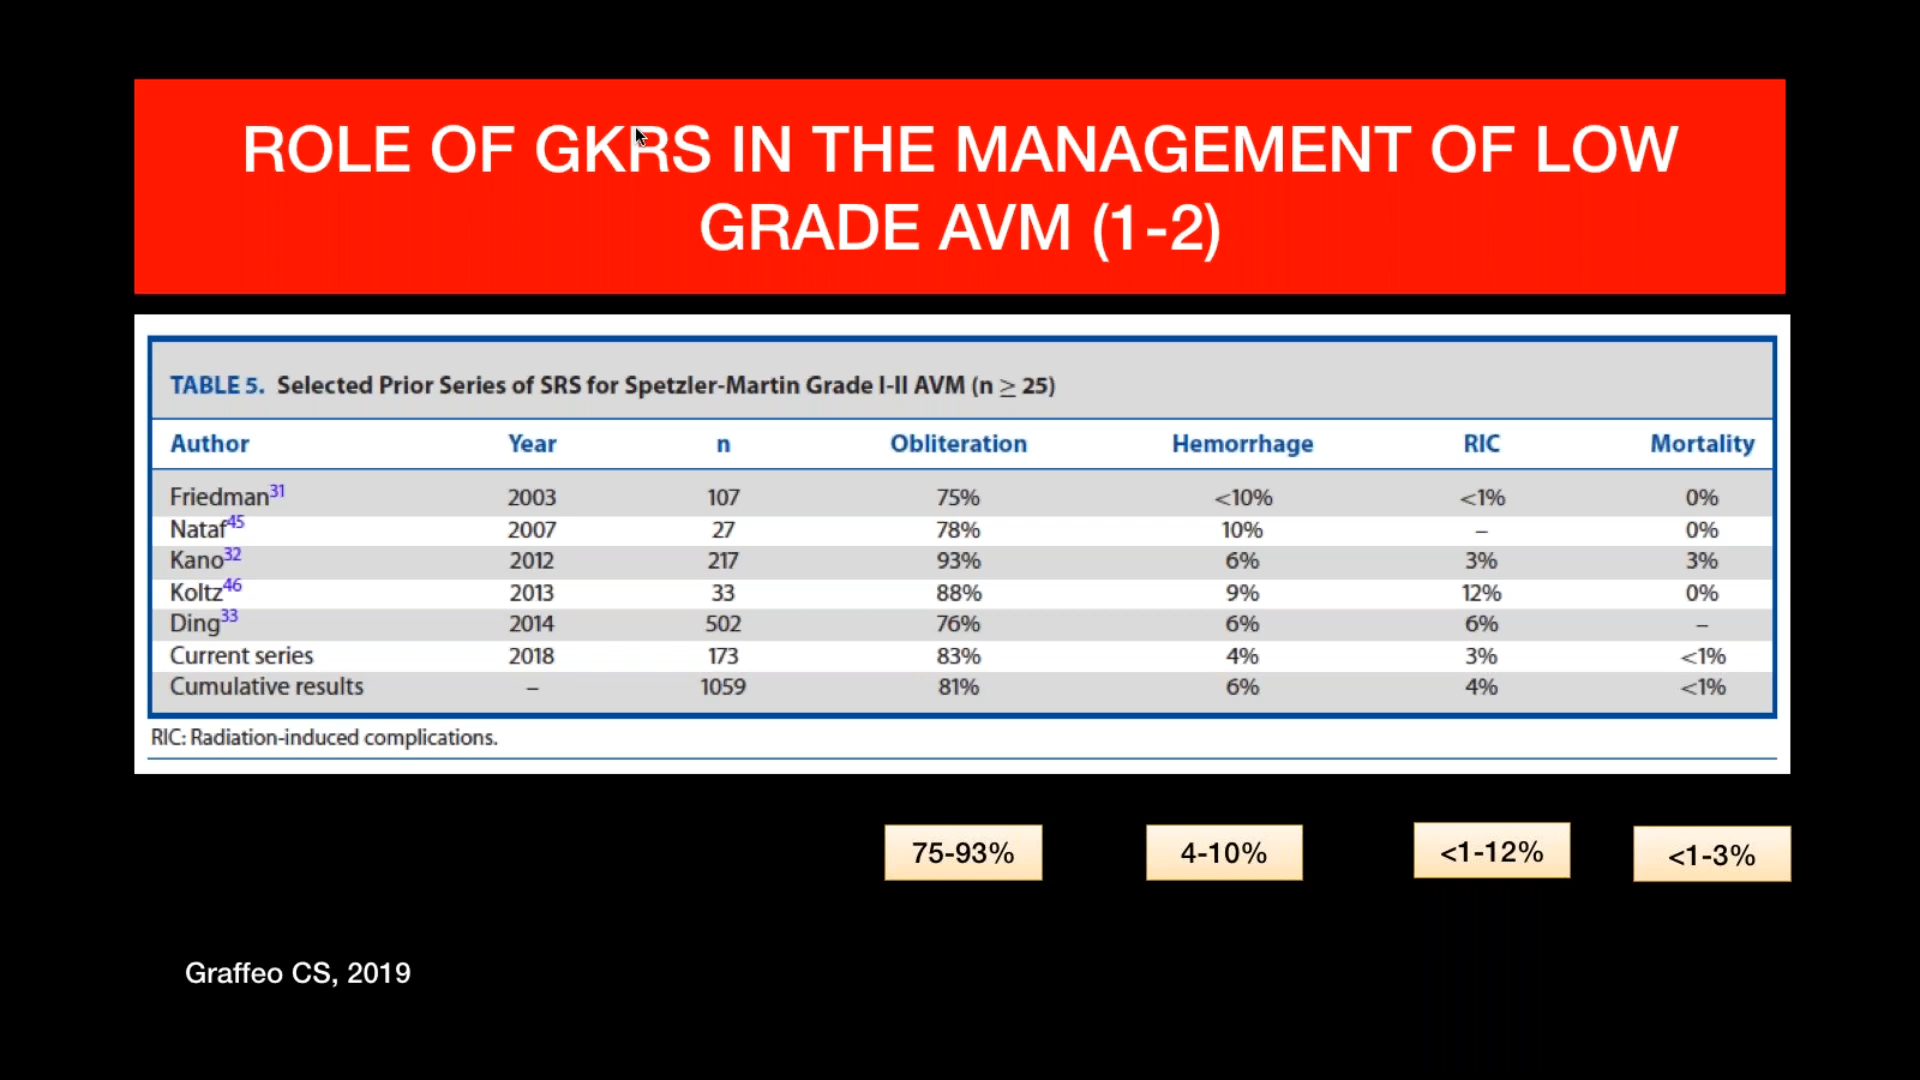 ROLE OF GKRS IN THE MANAGEMENT OF LOW
GRADE AVM (1-2)
TABLE 5. Selected Prior Series of SRS for Spetzler-Martin Grade I-II AVM (n ≥ 25)
Author Year n Obliteration Hemorrhage RIC Mortality
Friedman31 2003 107 75% <10% <1% 0%
Nataf45 2007 27 78% 10% – 0%
Kano32 2012 217 93% 6% 3% 3%
Koltz46 2013 33 88% 9% 12% 0%
Ding33 2014 502 76% 6% 6% –
Current series 2018 173 83% 4% 3% <1%
Cumulative results – 1059 81% 6% 4% <1%
RIC: Radiation-induced complications.
75-93% 4-10% <1-12% <1-3%
Graffeo CS, 2019